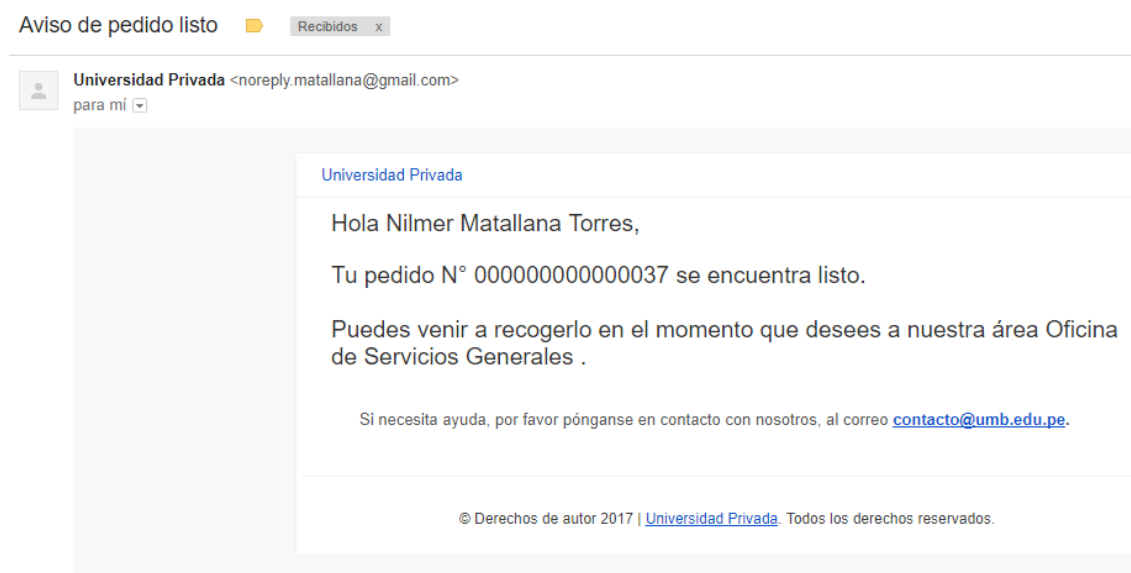 Aviso de pedido listo
Recibidos x
Universidad Privada <noreply.matallana@gmail.com>
para mí
Universidad Privada
Hola Nilmer Matallana Torres,
Tu pedido N° 000000000000037 se encuentra listo.
Puedes venir a recogerlo en el momento que desees a nuestra área Oficina
de Servicios Generales .
Si necesita ayuda, por favor pónganse en contacto con nosotros, al correo contacto@umb.edu.pe.
© Derechos de autor 2017 | Universidad Privada. Todos los derechos reservados.